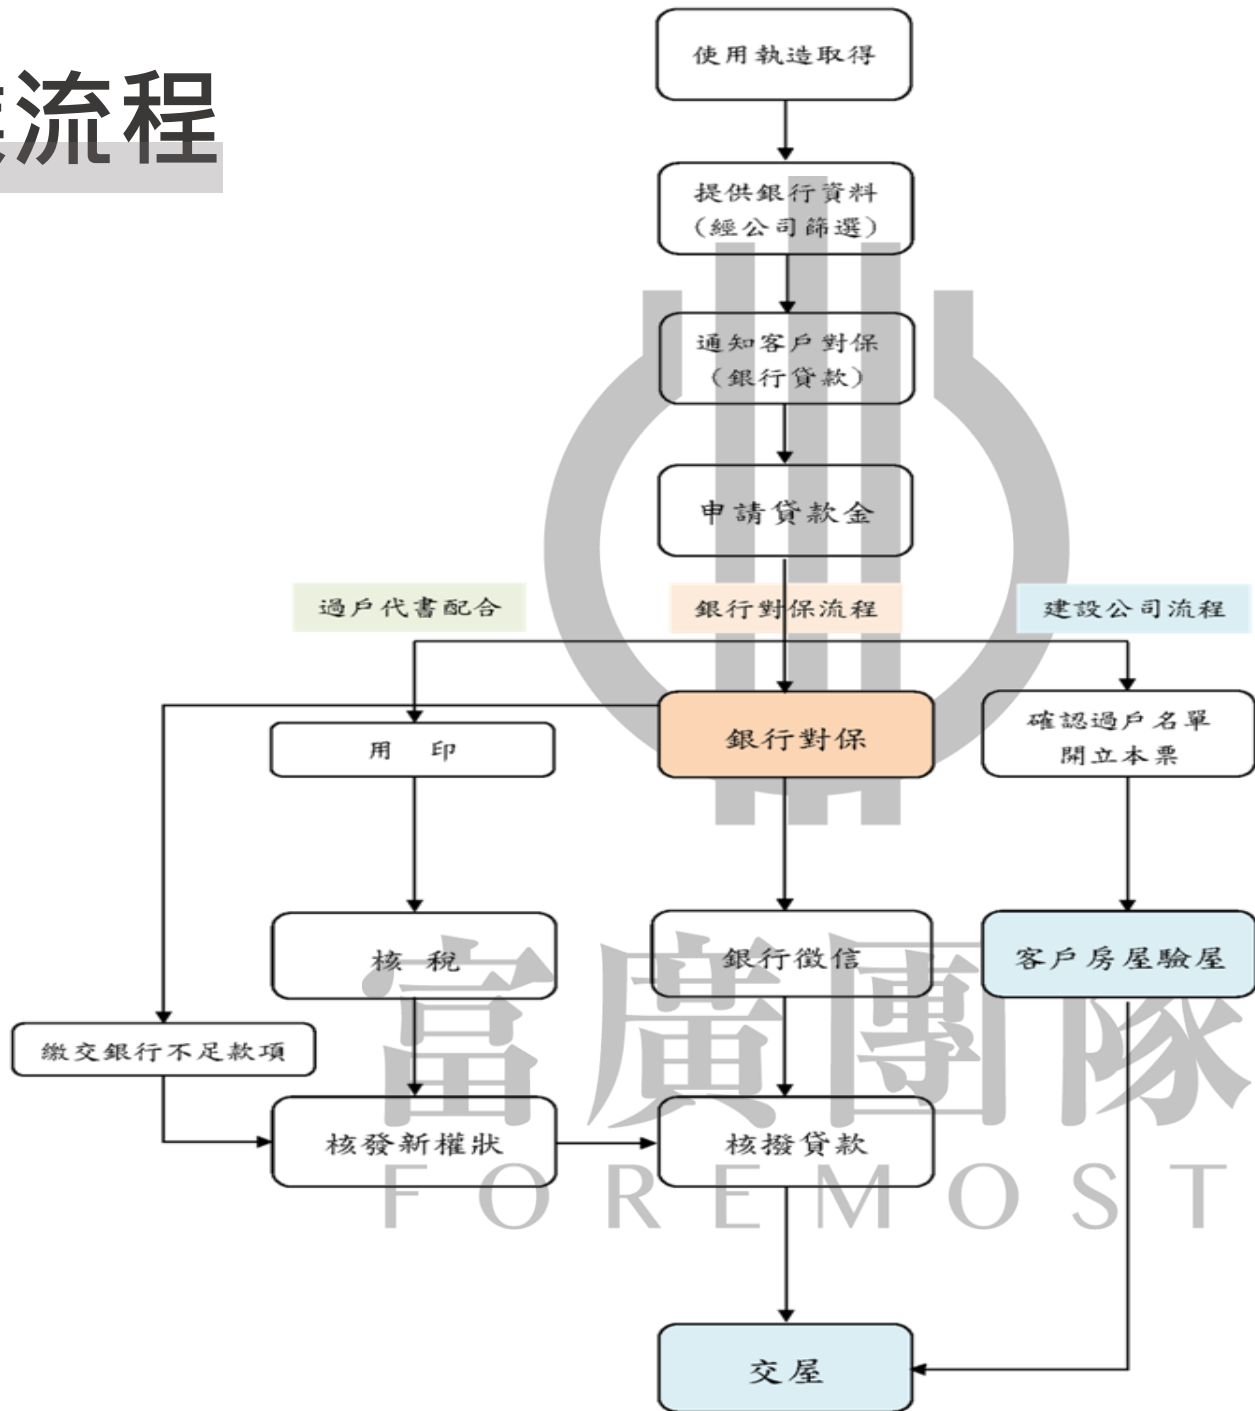 流程
使用執造取得
提供銀行資料
(經公司篩選)
通知客戶對保
(銀行貸款)
申請貸款金
過戶代書配合
銀行對保流程
建設公司流程
用 印
銀行對保
確認過戶名單
開立本票
核 稅
銀行徵信
客戶房屋驗屋
繳交銀行不足款項
核發新權狀
核撥貸款
交屋
富廣團隊
FOREMOST